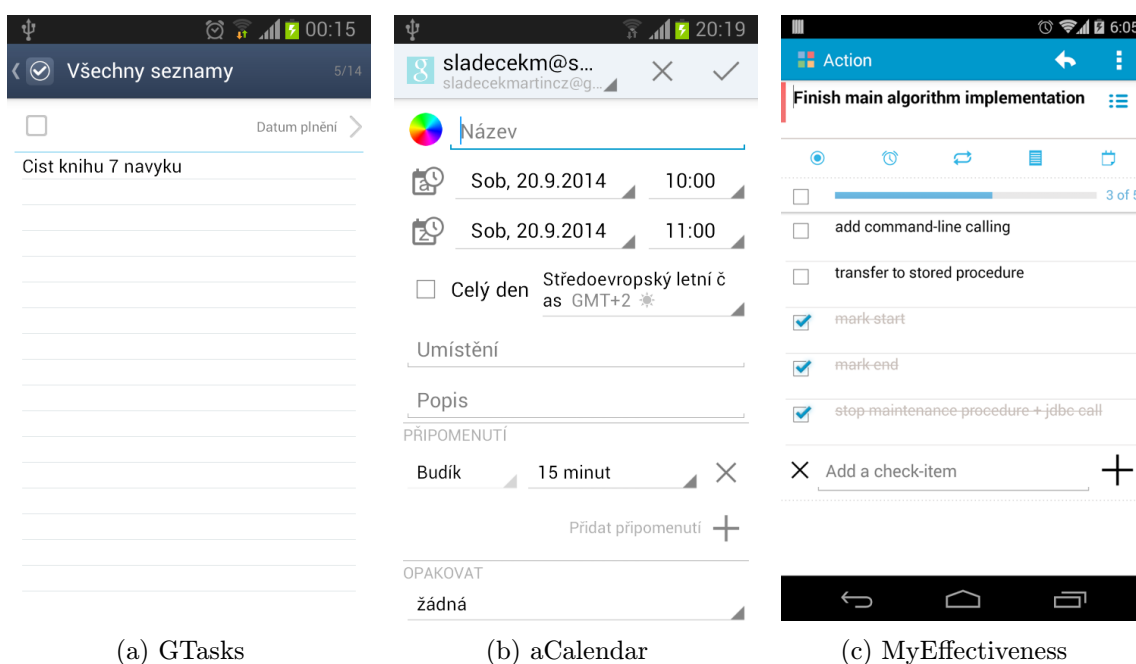 00:15
Všechny seznamy
5/14
Datum plnění
Cist knihu 7 navyku
(a) GTasks
20:19
g
sladecekm@s...
sladecekmartincz@g...
Název
a
Sob, 20.9.2014
10:00
z
Sob, 20.9.2014
11:00
Celý den
Středoevropský letní č
as GMT+2
Umístění
Popis
PŘIPOMENUTÍ
Budík
15 minut
Přidat připomenutí
OPAKOVAT
žádná
(b) aCalendar
6:05
Action
Finish main algorithm implementation
3 of 5
add command-line calling
transfer to stored procedure
mark start
mark end
stop maintenance procedure + jdbc call
Add a check-item
(c) MyEffectiveness